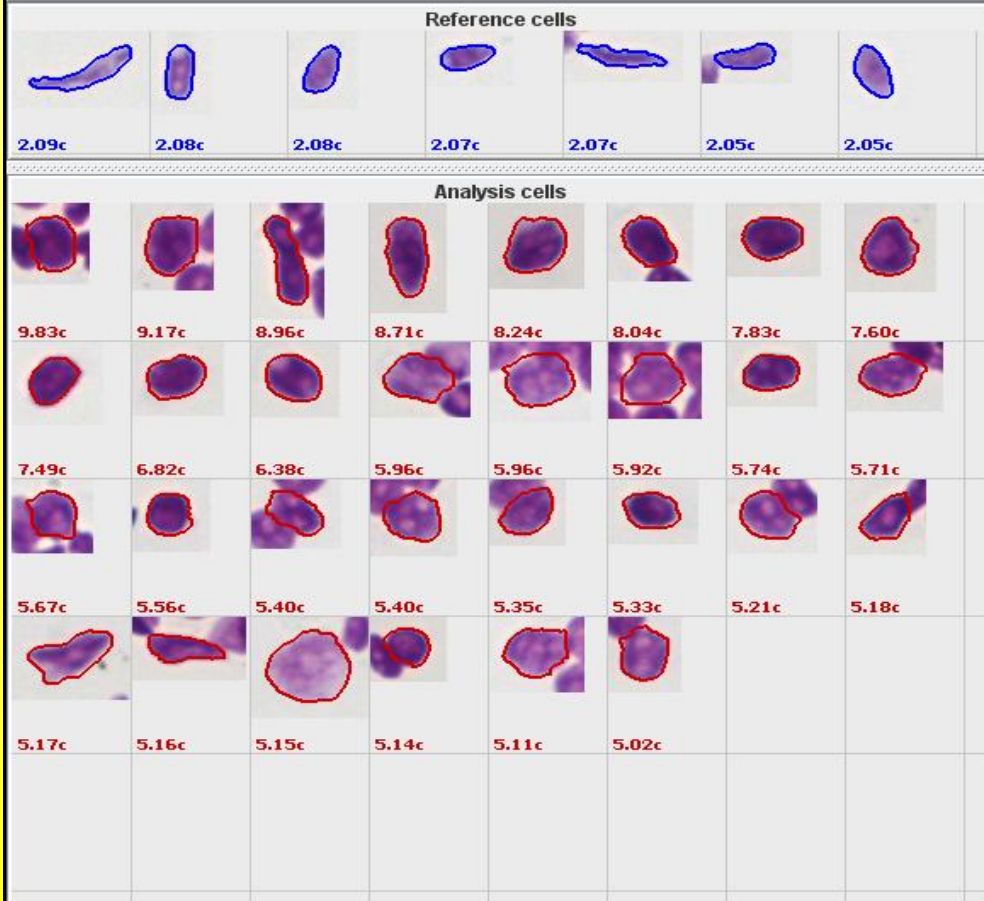 Reference cells
2.09c 2.08c 2.08c 2.07c 2.07c 2.05c 2.05c
Analysis cells
9.83c 9.17c 8.96c 8.71c 8.24c 8.04c 7.83c 7.60c
7.49c 6.82c 6.38c 5.96c 5.96c 5.92c 5.74c 5.71c
5.67c 5.56c 5.40c 5.40c 5.35c 5.33c 5.21c 5.18c
5.17c 5.16c 5.15c 5.14c 5.11c 5.02c